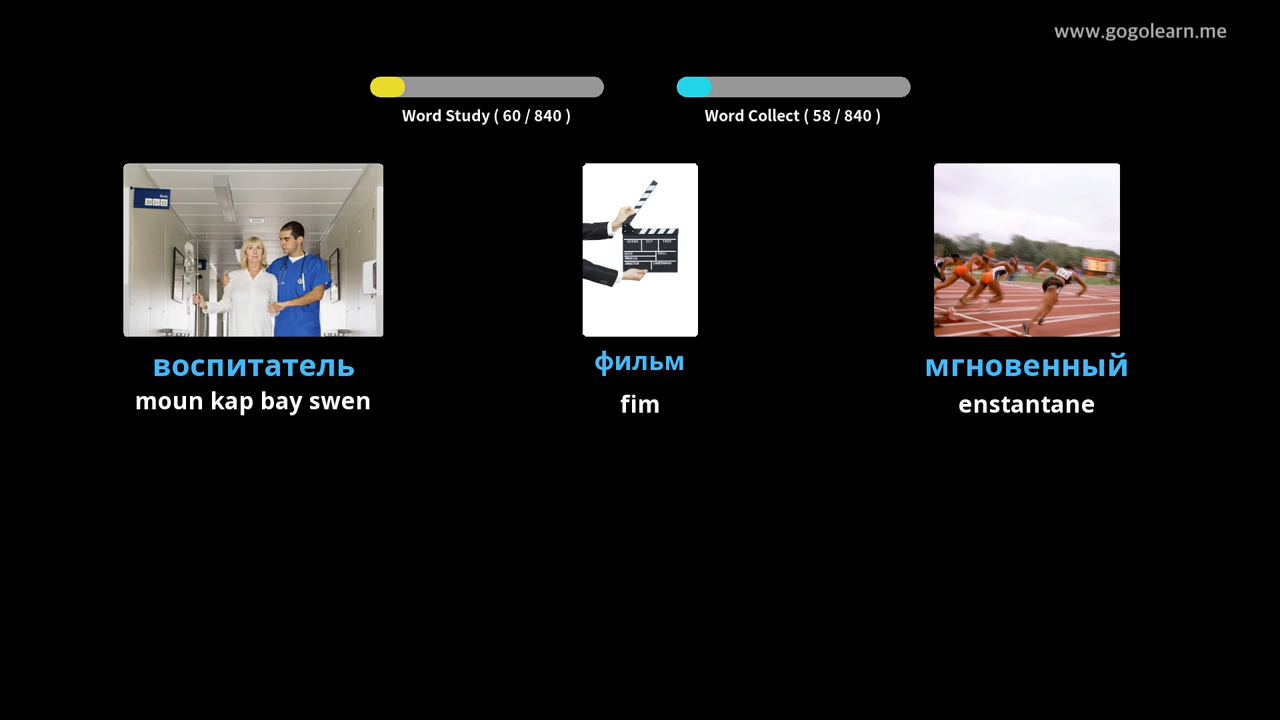 www.gogolearn.me
Word Study ( 60 / 840 )
Word Collect ( 58 / 840 )
воспитатель
moun kap bay swen
фильм
fim
мгновенный
enstantane